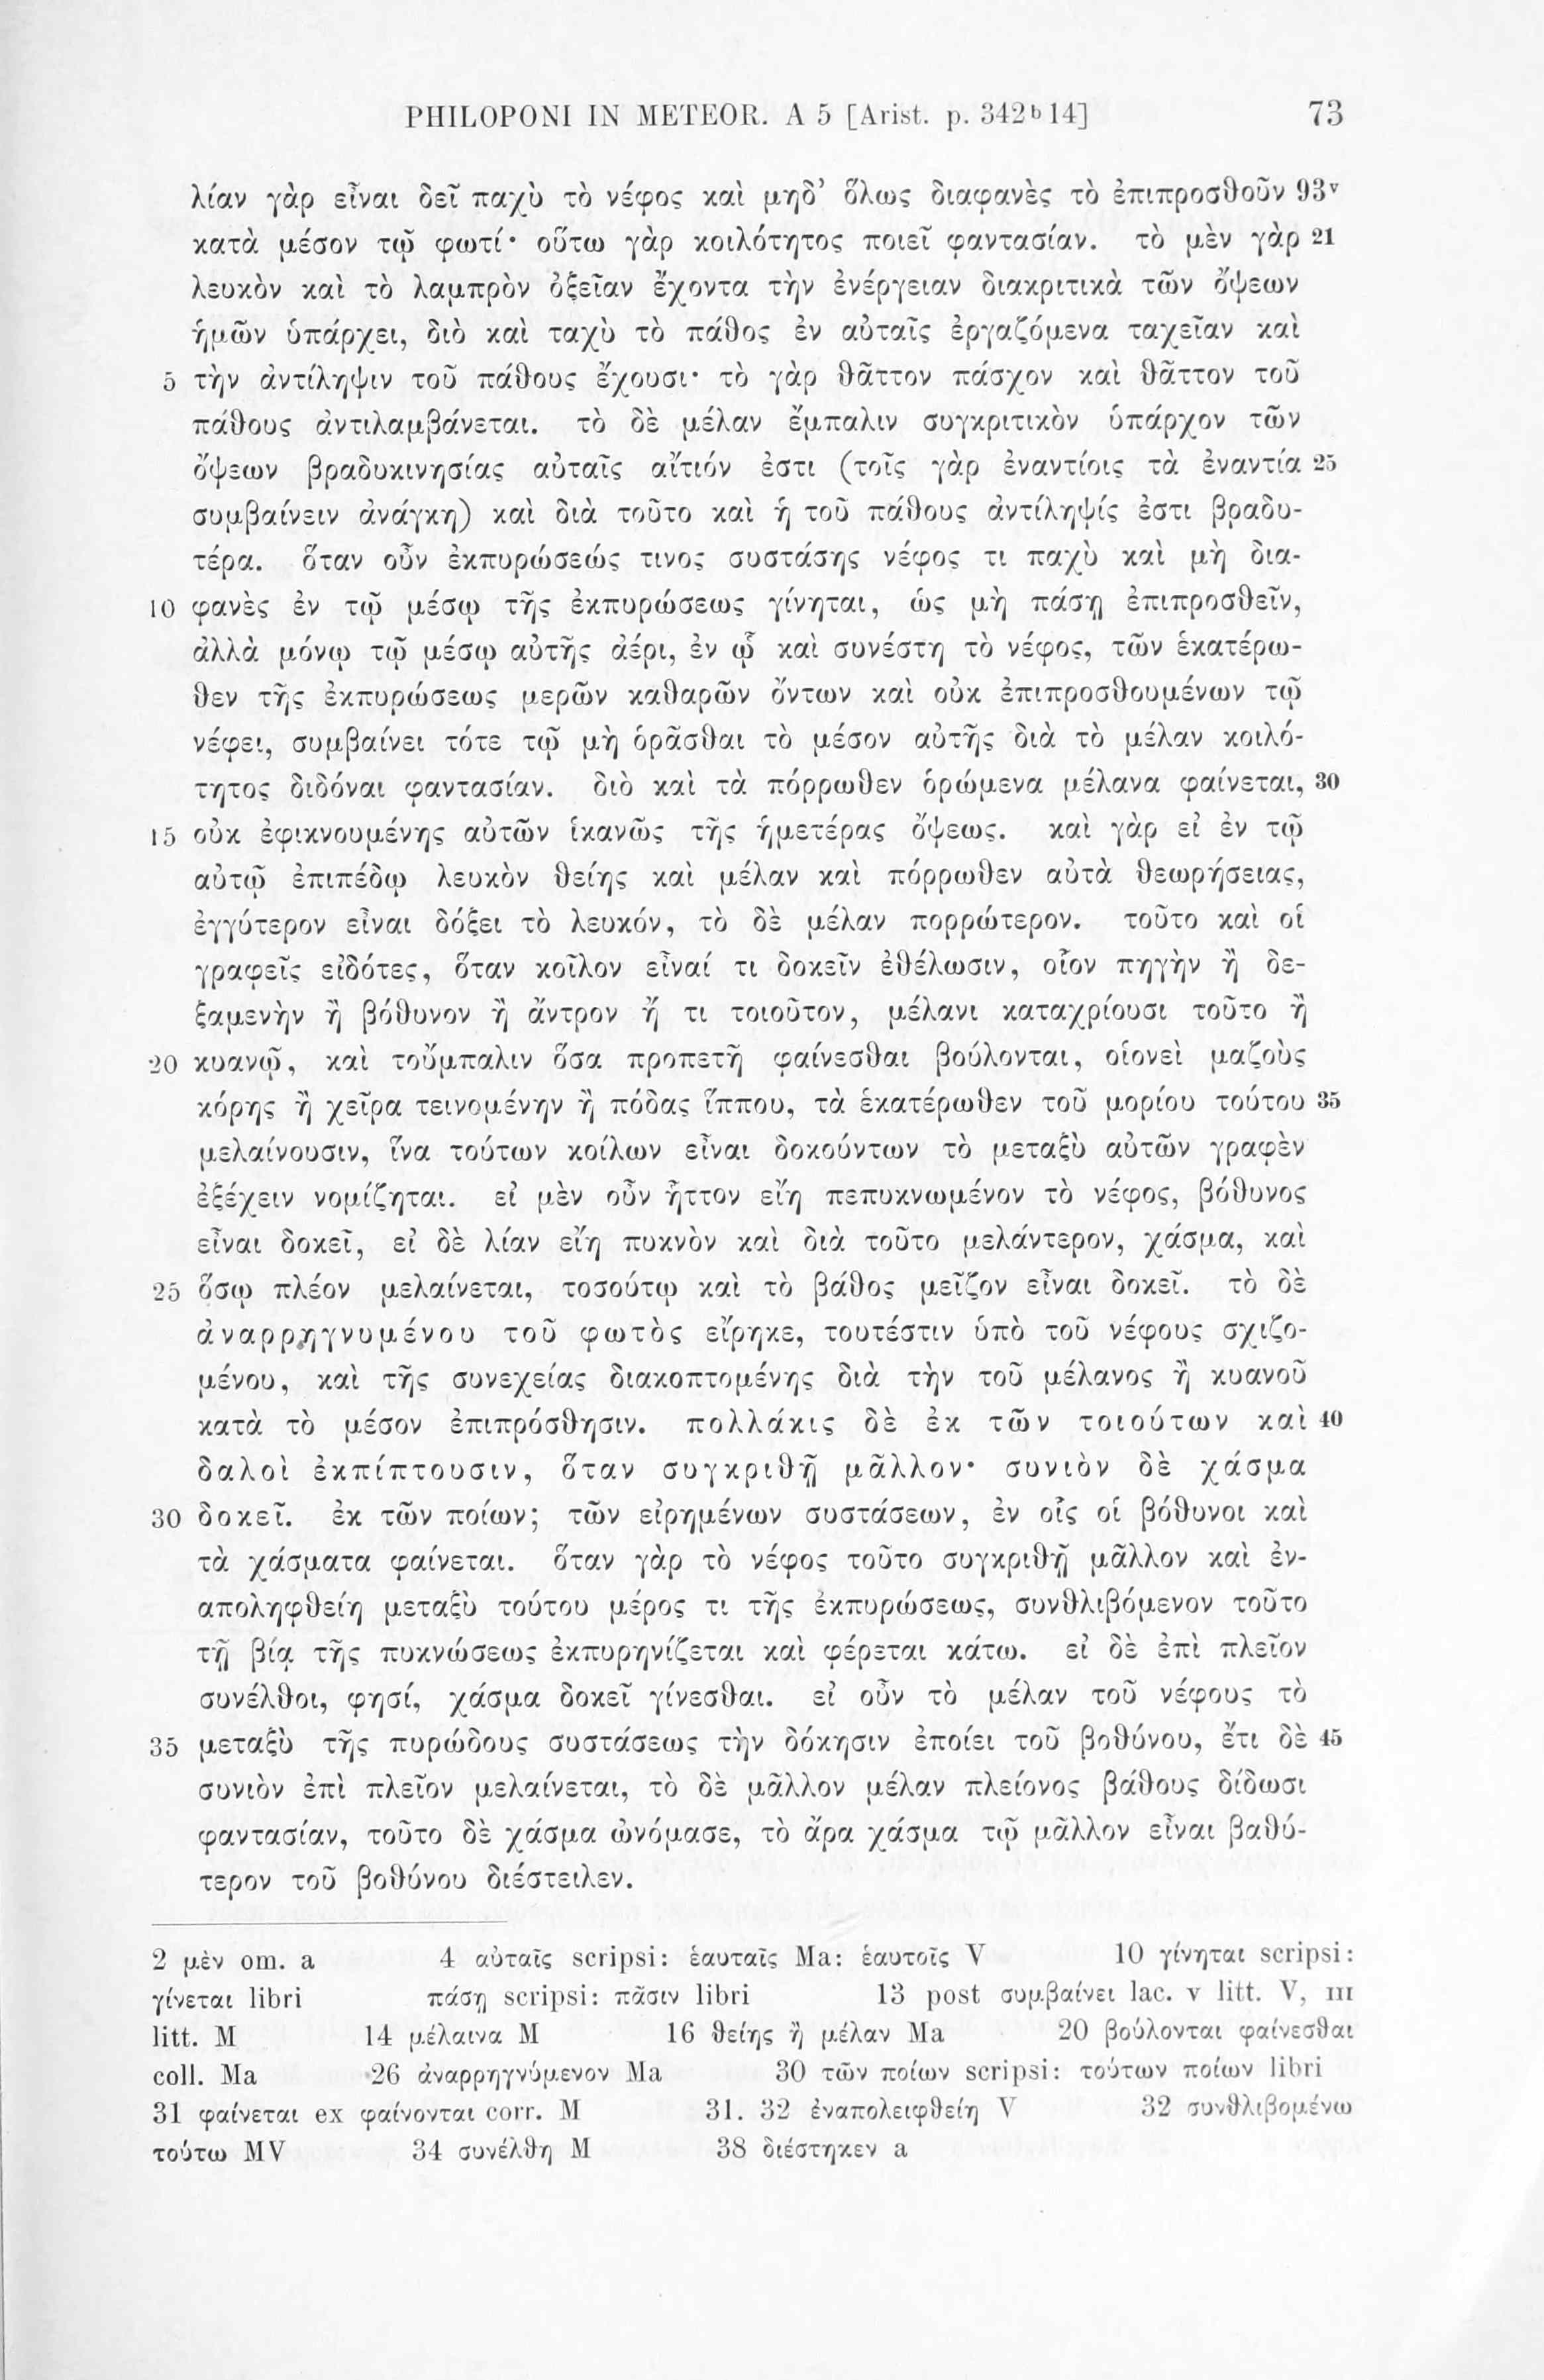 PHILOPONI IN METEOR. A 5 [Arist. p. 342ᵇ14] 73
λίαν γὰρ εἶναι δεῖ παχὺ τὸ νέφος καὶ μηδ’ ὅλως διαφανὲς τὸ ἐπιπροσθοῦν 93ᵛ
κατὰ μέσον τῷ φωτί· οὕτω γὰρ κοιλότητος ποιεῖ φαντασίαν. τὸ μὲν γὰρ 21
λευκὸν καὶ τὸ λαμπρὸν ὀξεῖαν ἔχοντα τὴν ἐνέργειαν διακριτικὰ τῶν ὄψεων
ἡμῶν ὑπάρχει, διὸ καὶ ταχὺ τὸ πάθος ἐν αὐταῖς ἐργαζόμενα ταχεῖαν καὶ
5 τὴν ἀντίληψιν τοῦ πάθους ἔχουσι· τὸ γὰρ θᾶττον πάσχον καὶ θᾶττον τοῦ
πάθους ἀντιλαμβάνεται. τὸ δὲ μέλαν ἔμπαλιν συγκριτικὸν ὑπάρχον τῶν
ὄψεων βραδυκινησίας αὐταῖς αἴτιόν ἐστι (τοῖς γὰρ ἐναντίοις τὰ ἐναντία 25
συμβαίνειν ἀνάγκη) καὶ διὰ τοῦτο καὶ ἡ τοῦ πάθους ἀντίληψίς ἐστι βραδυ-
τέρα. ὅταν οὖν ἐκπυρώσεώς τινος συστάσης νέφος τι παχὺ καὶ μὴ δια-
10 φανὲς ἐν τῷ μέσῳ τῆς ἐκπυρώσεως γίνηται, ὡς μὴ πάσῃ ἐπιπροσθεῖν,
ἀλλὰ μόνῳ τῷ μέσῳ αὐτῆς ἀέρι, ἐν ᾧ καὶ συνέστη τὸ νέφος, τῶν ἑκατέρω-
θεν τῆς ἐκπυρώσεως μερῶν καθαρῶν ὄντων καὶ οὐκ ἐπιπροσθουμένων τῷ
νέφει, συμβαίνει τότε τῷ μὴ ὁρᾶσθαι τὸ μέσον αὐτῆς διὰ τὸ μέλαν κοιλό-
τητος διδόναι φαντασίαν. διὸ καὶ τὰ πόρρωθεν ὁρώμενα μέλανα φαίνεται, 30
15 οὐκ ἐφικνουμένης αὐτῶν ἱκανῶς τῆς ἡμετέρας ὄψεως. καὶ γὰρ εἰ ἐν τῷ
αὐτῷ ἐπιπέδῳ λευκὸν θείης καὶ μέλαν καὶ πόρρωθεν αὐτὰ θεωρήσειας,
ἐγγύτερον εἶναι δόξει τὸ λευκόν, τὸ δὲ μέλαν πορρώτερον. τοῦτο καὶ οἱ
γραφεῖς εἰδότες, ὅταν κοῖλον εἶναί τι δοκεῖν ἐθέλωσιν, οἷον πηγὴν ἢ δε-
ξαμενὴν ἢ βόθυνον ἢ ἄντρον ἤ τι τοιοῦτον, μέλανι καταχρίουσι τοῦτο ἢ
20 κυανῷ, καὶ τοὔμπαλιν ὅσα προπετῆ φαίνεσθαι βούλονται, οἱονεὶ μαζοὺς
κόρης ἢ χεῖρα τεινομένην ἢ πόδας ἵππου, τὰ ἑκατέρωθεν τοῦ μορίου τούτου 35
μελαίνουσιν, ἵνα τούτων κοίλων εἶναι δοκούντων τὸ μεταξὺ αὐτῶν γραφὲν
ἐξέχειν νομίζηται. εἰ μὲν οὖν ἧττον εἴη πεπυκνωμένον τὸ νέφος, βόθυνος
εἶναι δοκεῖ, εἰ δὲ λίαν εἴη πυκνὸν καὶ διὰ τοῦτο μελάντερον, χάσμα, καὶ
25 ὅσῳ πλέον μελαίνεται, τοσούτῳ καὶ τὸ βάθος μεῖζον εἶναι δοκεῖ. τὸ δὲ
ἀναρρηγνυμένου τοῦ φωτὸς εἴρηκε, τουτέστιν ὑπὸ τοῦ νέφους σχιζο-
μένου, καὶ τῆς συνεχείας διακοπτομένης διὰ τὴν τοῦ μέλανος ἢ κυανοῦ
κατὰ τὸ μέσον ἐπιπρόσθησιν. πολλάκις δὲ ἐκ τῶν τοιούτων καὶ 40
δαλοὶ ἐκπίπτουσιν, ὅταν συγκριθῇ μᾶλλον· συνιὸν δὲ χάσμα
30 δοκεῖ. ἐκ τῶν ποίων; τῶν εἰρημένων συστάσεων, ἐν οἷς οἱ βόθυνοι καὶ
τὰ χάσματα φαίνεται. ὅταν γὰρ τὸ νέφος τοῦτο συγκριθῇ μᾶλλον καὶ ἐν-
αποληφθείη μεταξὺ τούτου μέρος τι τῆς ἐκπυρώσεως, συνθλιβόμενον τοῦτο
τῇ βίᾳ τῆς πυκνώσεως ἐκπυρηνίζεται καὶ φέρεται κάτω. εἰ δὲ ἐπὶ πλεῖον
συνέλθοι, φησί, χάσμα δοκεῖ γίνεσθαι. εἰ οὖν τὸ μέλαν τοῦ νέφους τὸ
35 μεταξὺ τῆς πυρώδους συστάσεως τὴν δόκησιν ἐποίει τοῦ βοθύνου, ἔτι δὲ 45
συνιὸν ἐπὶ πλεῖον μελαίνεται, τὸ δὲ μᾶλλον μέλαν πλείονος βάθους δίδωσι
φαντασίαν, τοῦτο δὲ χάσμα ὠνόμασε, τὸ ἄρα χάσμα τῷ μᾶλλον εἶναι βαθύ-
τερον τοῦ βοθύνου διέστειλεν.
2 μὲν om. a 4 αὐταῖς scripsi: ἑαυταῖς Ma: ἑαυτοῖς V 10 γίνηται scripsi:
γίνεται libri πάσῃ scripsi: πᾶσιν libri 13 post συμβαίνει lac. v litt. V, III
litt. M 14 μέλαινα M 16 θείης ἢ μέλαν Ma 20 βούλονται φαίνεσθαι
coll. Ma 26 ἀναρρηγνύμενον Ma 30 τῶν ποίων scripsi: τούτων ποίων libri
31 φαίνεται ex φαίνονται corr. M 31. 32 ἐναπολειφθείη V 32 συνθλιβομένω
τούτω MV 34 συνέλθη M 38 διέστηκεν a